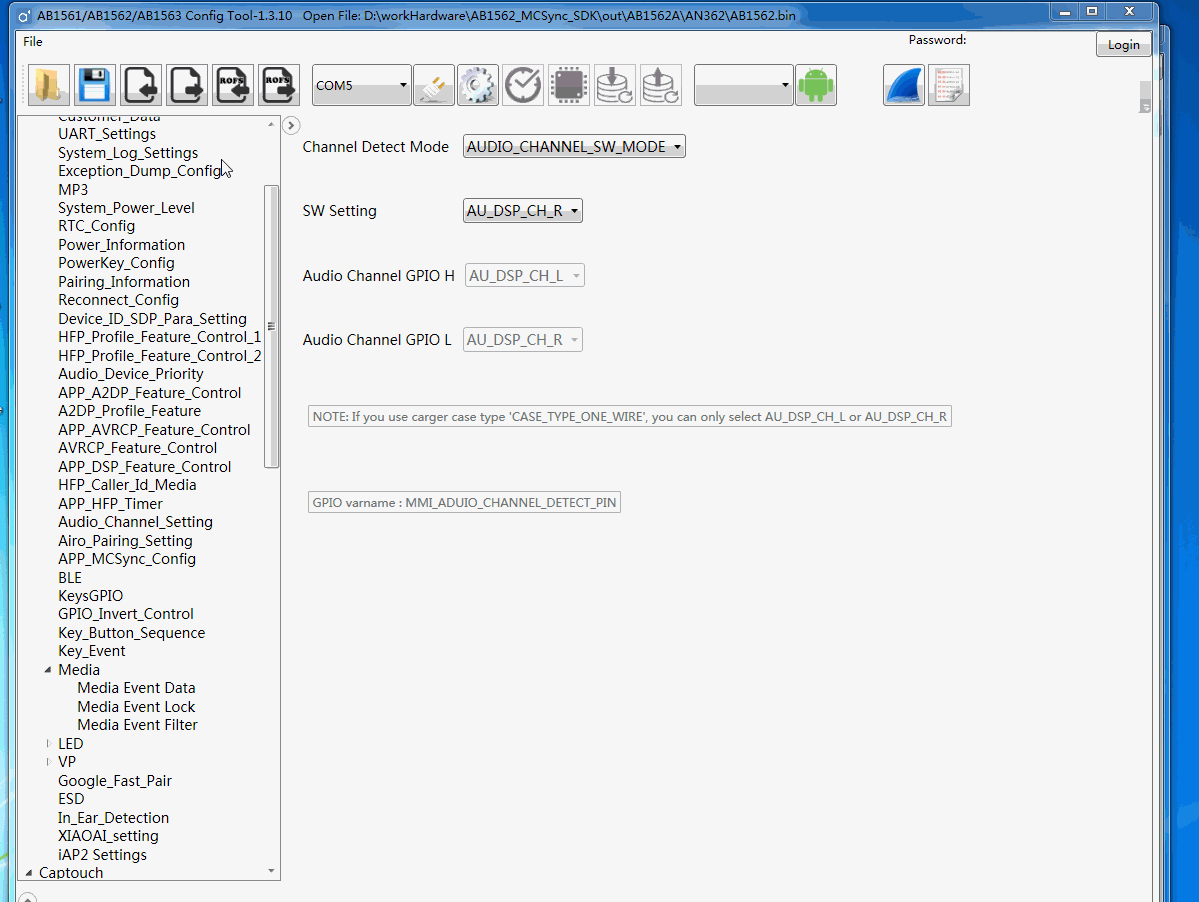 AB1561/AB1562/AB1563 Config Tool-1.3.10 Open File: D:\workHardware\AB1562_MCSync_SDK\out\AB1562A\AN362\AB1562.bin
File
Password:
Login
ROFS
ROFS
COM5
Customer_Data
UART_Settings
System_Log_Settings
Exception_Dump_Config
MP3
System_Power_Level
RTC_Config
Power_Information
PowerKey_Config
Pairing_Information
Reconnect_Config
Device_ID_SDP_Para_Setting
HFP_Profile_Feature_Control_1
HFP_Profile_Feature_Control_2
Audio_Device_Priority
APP_A2DP_Feature_Control
A2DP_Profile_Feature
APP_AVRCP_Feature_Control
AVRCP_Feature_Control
APP_DSP_Feature_Control
HFP_Caller_Id_Media
APP_HFP_Timer
Audio_Channel_Setting
Airo_Pairing_Setting
APP_MCSync_Config
BLE
KeysGPIO
GPIO_Invert_Control
Key_Button_Sequence
Key_Event
Media
Media Event Data
Media Event Lock
Media Event Filter
LED
VP
Google_Fast_Pair
ESD
In_Ear_Detection
XIAOAI_setting
iAP2 Settings
Captouch
Channel Detect Mode AUDIO_CHANNEL_SW_MODE
SW Setting AU_DSP_CH_R
Audio Channel GPIO H AU_DSP_CH_L
Audio Channel GPIO L AU_DSP_CH_R
NOTE: If you use carger case type 'CASE_TYPE_ONE_WIRE', you can only select AU_DSP_CH_L or AU_DSP_CH_R
GPIO varname : MMI_ADUIO_CHANNEL_DETECT_PIN